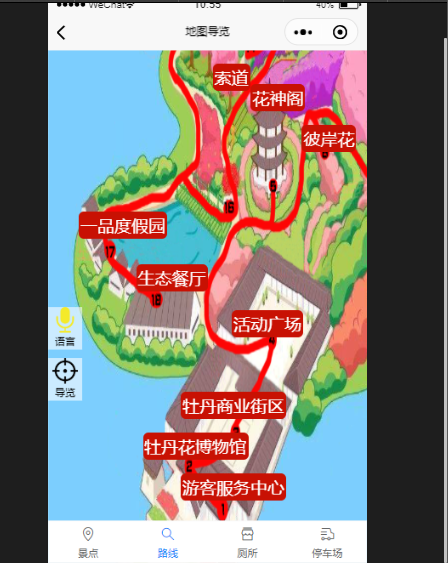 WeChat 10:55 40%
地图导览
索道
花神阁
彼岸花
6
16
一品度假园
17
生态餐厅
18
活动广场
语言
导览
牡丹商业街区
牡丹花博物馆
2
游客服务中心
1
景点 路线 厕所 停车场